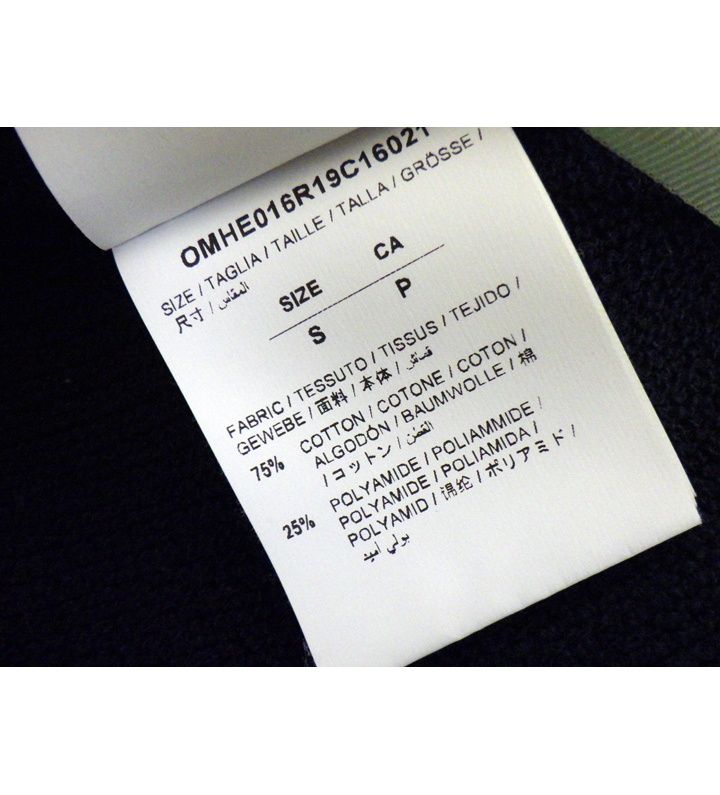 OMHE016R19C16021
SIZE / TAGLIA / TAILLE / TALLA / GRÖSSE /
尺寸 / المقاس
SIZE CA
S P
FABRIC / TESSUTO / TISSUS / TEJIDO /
GEWEBE / 面料 / 本体 / قماش
75% COTTON / COTONE / COTON /
ALGODÓN / BAUMWOLLE / 棉
/ コットン / القطن
25% POLYAMIDE / POLIAMMIDE /
POLYAMIDE / POLIAMIDA /
POLYAMID / 锦纶 / ポリアミド /
بولي أميد